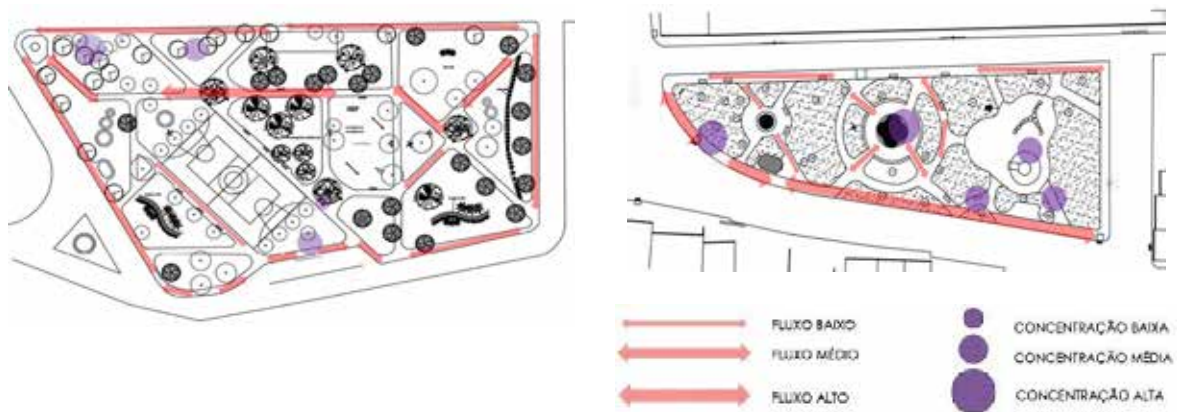 FLUXO BAIXO
CONCENTRAÇÃO BAIXA
FLUXO MÉDIO
CONCENTRAÇÃO MÉDIA
FLUXO ALTO
CONCENTRAÇÃO ALTA